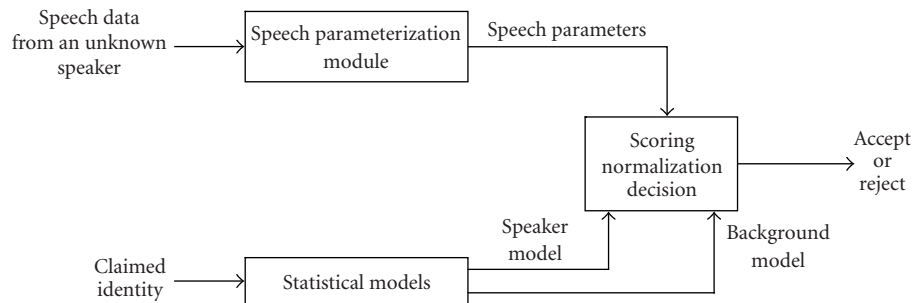 Speech data
from an unknown
speaker
Speech parameterization
module
Speech parameters
Scoring
normalization
decision
Accept
or
reject
Speaker
model
Background
model
Claimed
identity
Statistical models